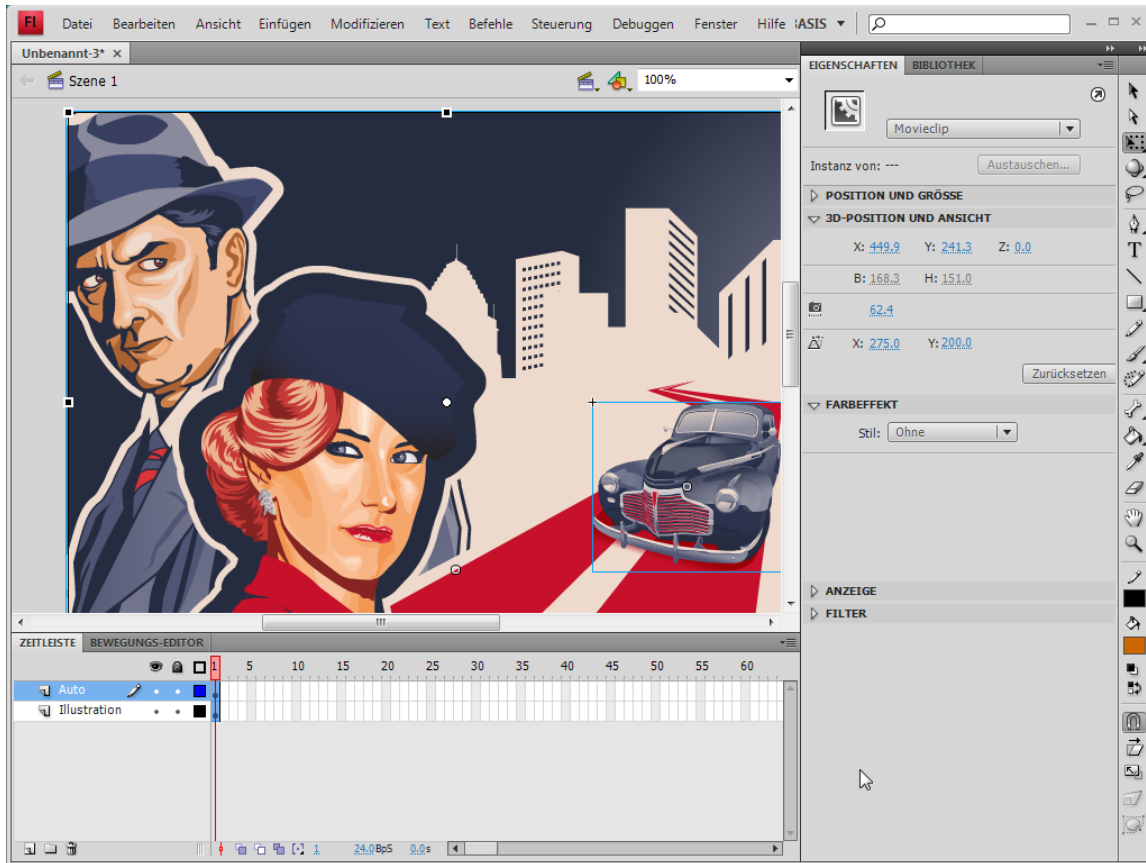 Fl Datei Bearbeiten Ansicht Einfügen Modifizieren Text Befehle Steuerung Debuggen Fenster Hilfe BASIS
Unbenannt-3*
Szene 1 100%
EIGENSCHAFTEN BIBLIOTHEK
Movieclip
Instanz von: --- Austauschen...
POSITION UND GRÖSSE
3D-POSITION UND ANSICHT
X: 449.9 Y: 241.3 Z: 0.0
B: 168.3 H: 151.0
62.4
X: 275.0 Y: 200.0
Zurücksetzen
FARBEFFEKT
Stil: Ohne
ANZEIGE
FILTER
ZEITLEISTE BEWEGUNGS-EDITOR
1 5 10 15 20 25 30 35 40 45 50 55 60
Auto
Illustration
1 24.0 BpS 0.0 s
T